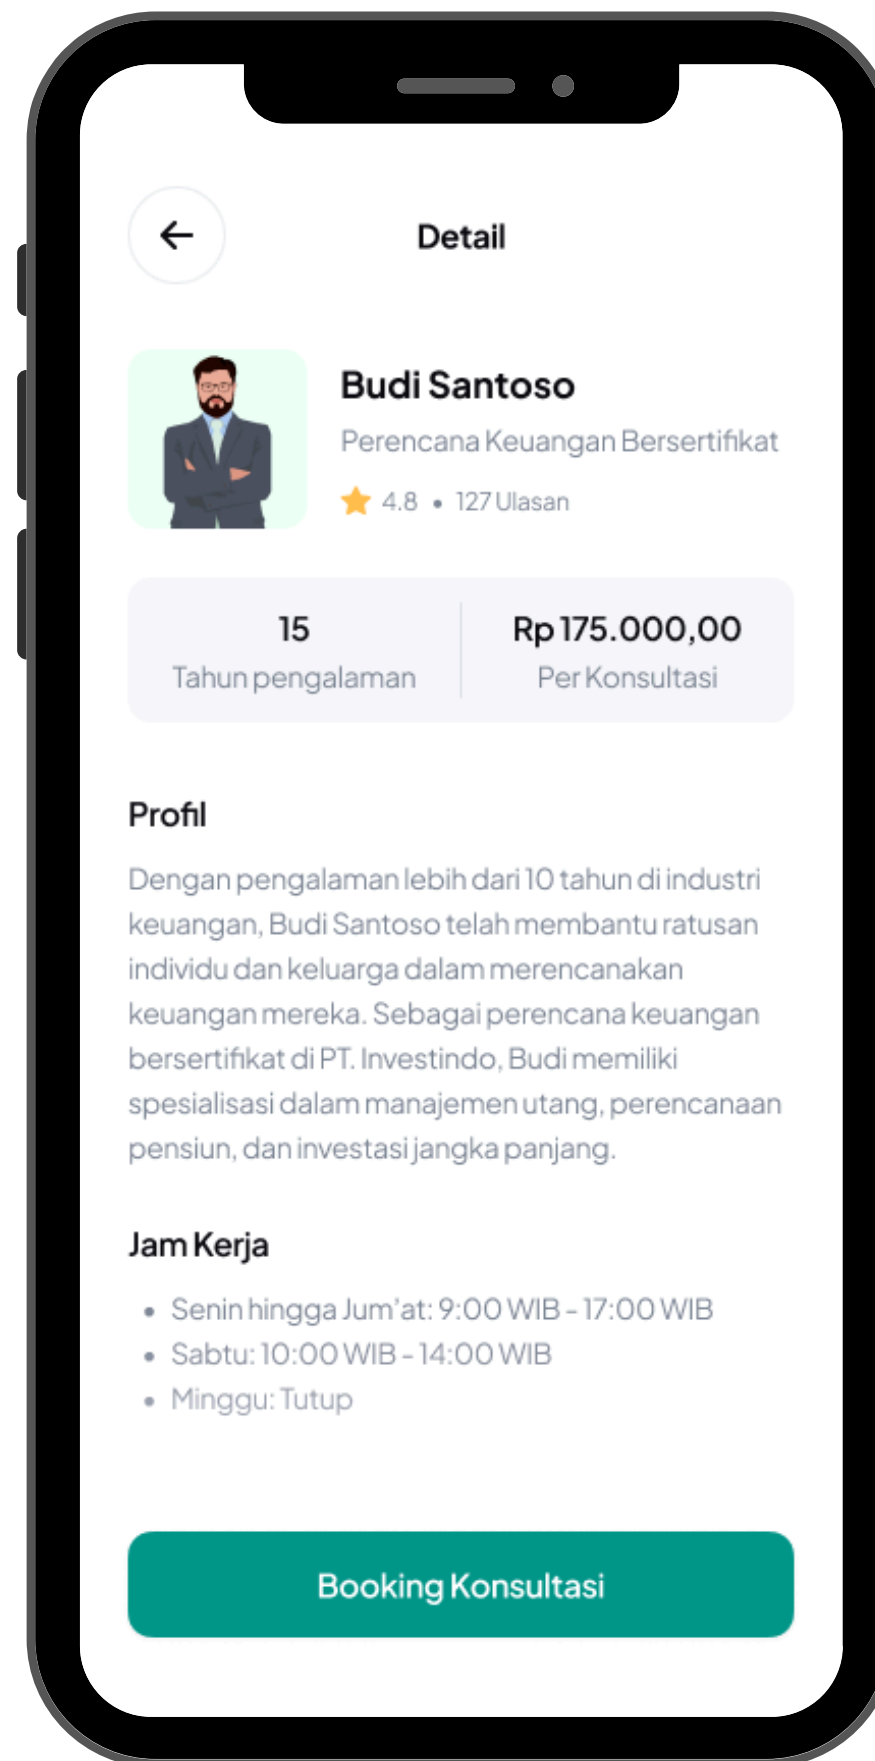 Detail
Budi Santoso
Perencana Keuangan Bersertifikat
4.8 • 127 Ulasan
15
Tahun pengalaman
Rp 175.000,00
Per Konsultasi
Profil
Dengan pengalaman lebih dari 10 tahun di industri
keuangan, Budi Santoso telah membantu ratusan
individu dan keluarga dalam merencanakan
keuangan mereka. Sebagai perencana keuangan
bersertifikat di PT. Investindo, Budi memiliki
spesialisasi dalam manajemen utang, perencanaan
pensiun, dan investasi jangka panjang.
Jam Kerja
• Senin hingga Jum’at: 9:00 WIB - 17:00 WIB
• Sabtu: 10:00 WIB - 14:00 WIB
• Minggu: Tutup
Booking Konsultasi